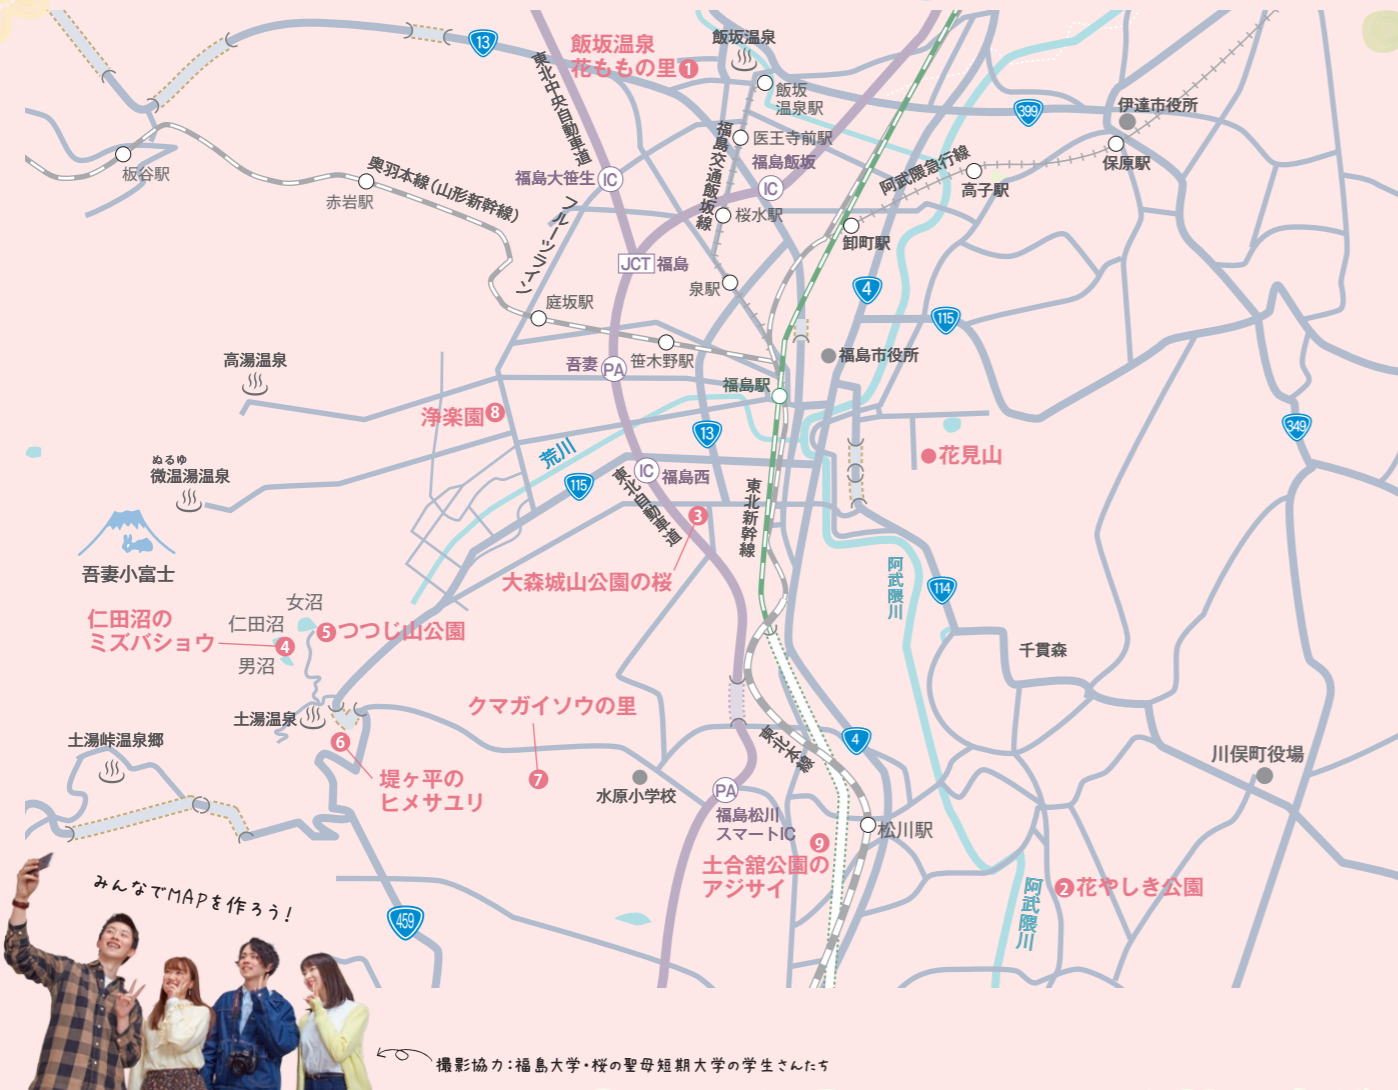 13
飯坂温泉
花ももの里 1
飯坂温泉
飯坂
温泉駅
東北中央自動車道
399
伊達市役所
福島交通飯坂線
医王寺前駅
福島飯坂
IC
阿武隈急行線
保原駅
高子駅
板谷駅
赤岩駅
奥羽本線(山形新幹線)
福島大笹生 IC
フルーツライン
桜水駅
卸町駅
JCT 福島
泉駅
4
115
庭坂駅
吾妻 PA
笹木野駅
福島市役所
高湯温泉
福島駅
浄楽園 8
13
349
荒川
花見山
ぬるゆ
微温湯温泉
115
IC 福島西
東北自動車道
東北新幹線
3
大森城山公園の桜
吾妻小富士
阿武隈川
114
仁田沼の
ミズバショウ 4
女沼
仁田沼
男沼
5 つつじ山公園
千貫森
土湯温泉
6
堤ヶ平の
ヒメサユリ
クマガイソウの里
7
東北本線
4
土湯峠温泉郷
水原小学校
PA
福島松川
スマートIC
川俣町役場
松川駅
9
土合舘公園の
アジサイ
2 花やしき公園
阿武隈川
459
みんなでMAPを作ろう!
撮影協力:福島大学・桜の聖母短期大学の学生さんたち